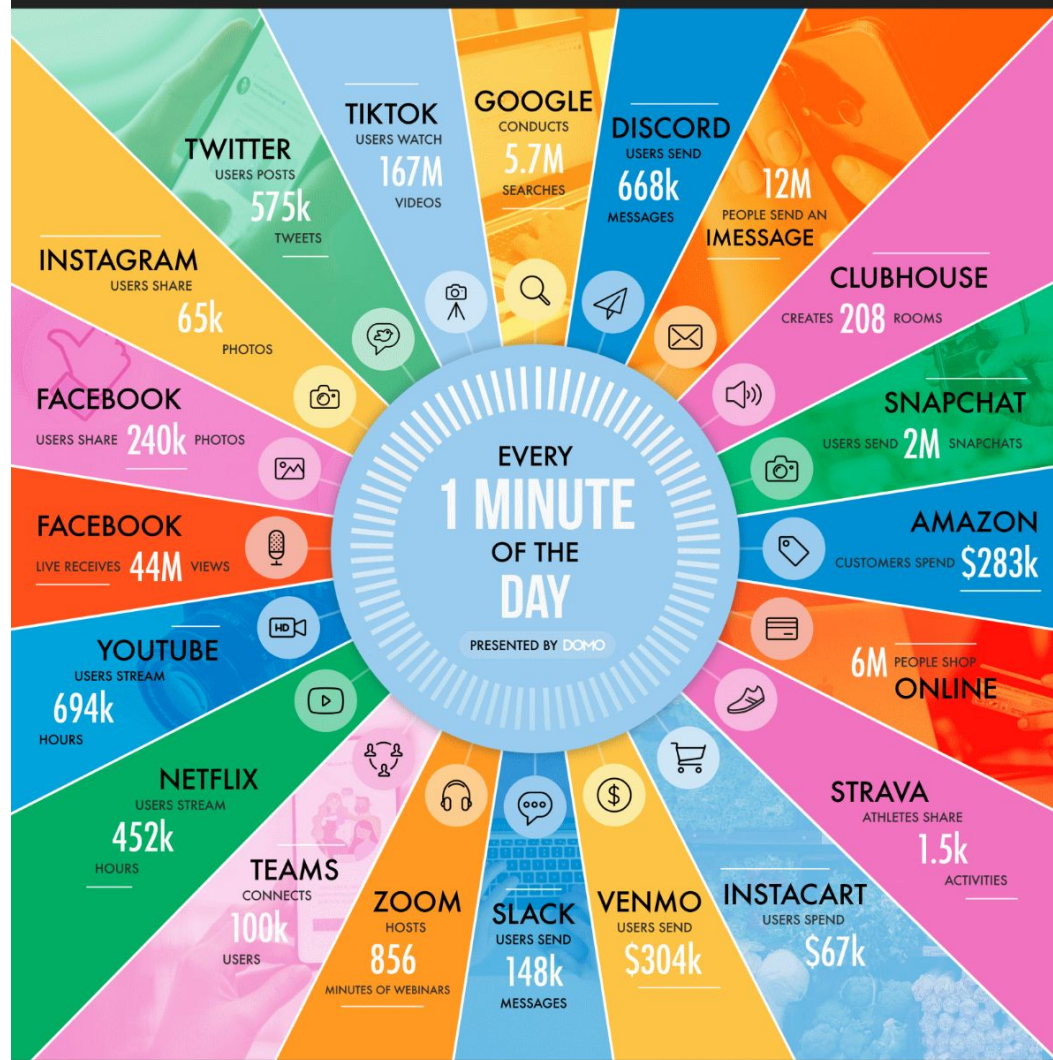 EVERY
1 MINUTE
OF THE
DAY
PRESENTED BY DOMO
GOOGLE
CONDUCTS
5.7M
SEARCHES
DISCORD
USERS SEND
668k
MESSAGES
12M
PEOPLE SEND AN
IMESSAGE
CLUBHOUSE
CREATES 208 ROOMS
SNAPCHAT
USERS SEND 2M SNAPCHATS
AMAZON
CUSTOMERS SPEND $283k
6M PEOPLE SHOP
ONLINE
STRAVA
ATHLETES SHARE
1.5k
ACTIVITIES
INSTACART
USERS SPEND
$67k
VENMO
USERS SEND
$304k
SLACK
USERS SEND
148k
MESSAGES
ZOOM
HOSTS
856
MINUTES OF WEBINARS
TEAMS
CONNECTS
100k
USERS
NETFLIX
USERS STREAM
452k
HOURS
YOUTUBE
USERS STREAM
694k
HOURS
HD
FACEBOOK
LIVE RECEIVES 44M VIEWS
FACEBOOK
USERS SHARE 240k PHOTOS
INSTAGRAM
USERS SHARE
65k
PHOTOS
TWITTER
USERS POSTS
575k
TWEETS
TIKTOK
USERS WATCH
167M
VIDEOS